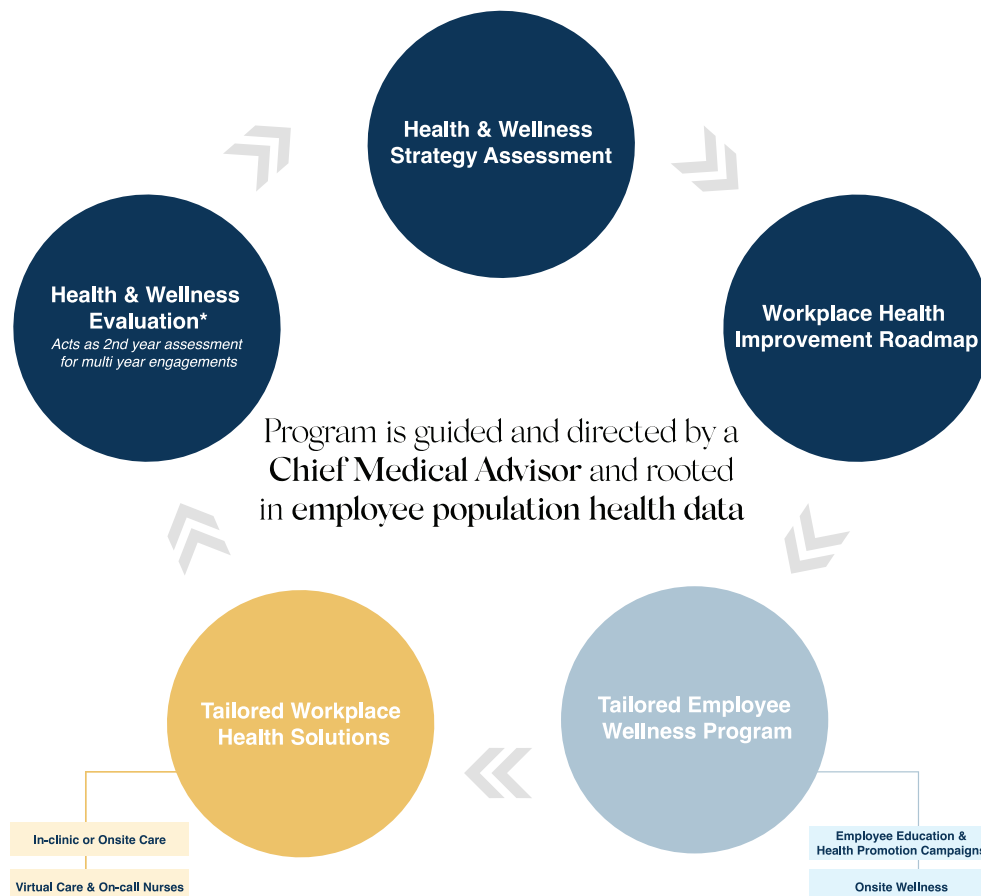 Health & Wellness
Strategy Assessment
Health & Wellness
Evaluation*
Acts as 2nd year assessment
for multi year engagements
Workplace Health
Improvement Roadmap
Program is guided and directed by a
Chief Medical Advisor and rooted
in employee population health data
Tailored Workplace
Health Solutions
Tailored Employee
Wellness Program
In-clinic or Onsite Care
Virtual Care & On-call Nurses
Employee Education &
Health Promotion Campaigns
Onsite Wellness